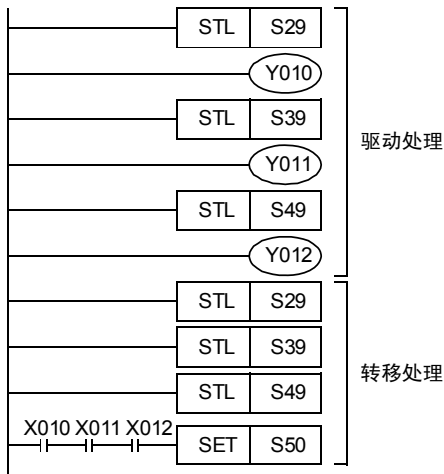 STL S29
Y010
STL S39
Y011
驱动处理
STL S49
Y012
STL S29
STL S39
转移处理
STL S49
X010 X011 X012
SET S50